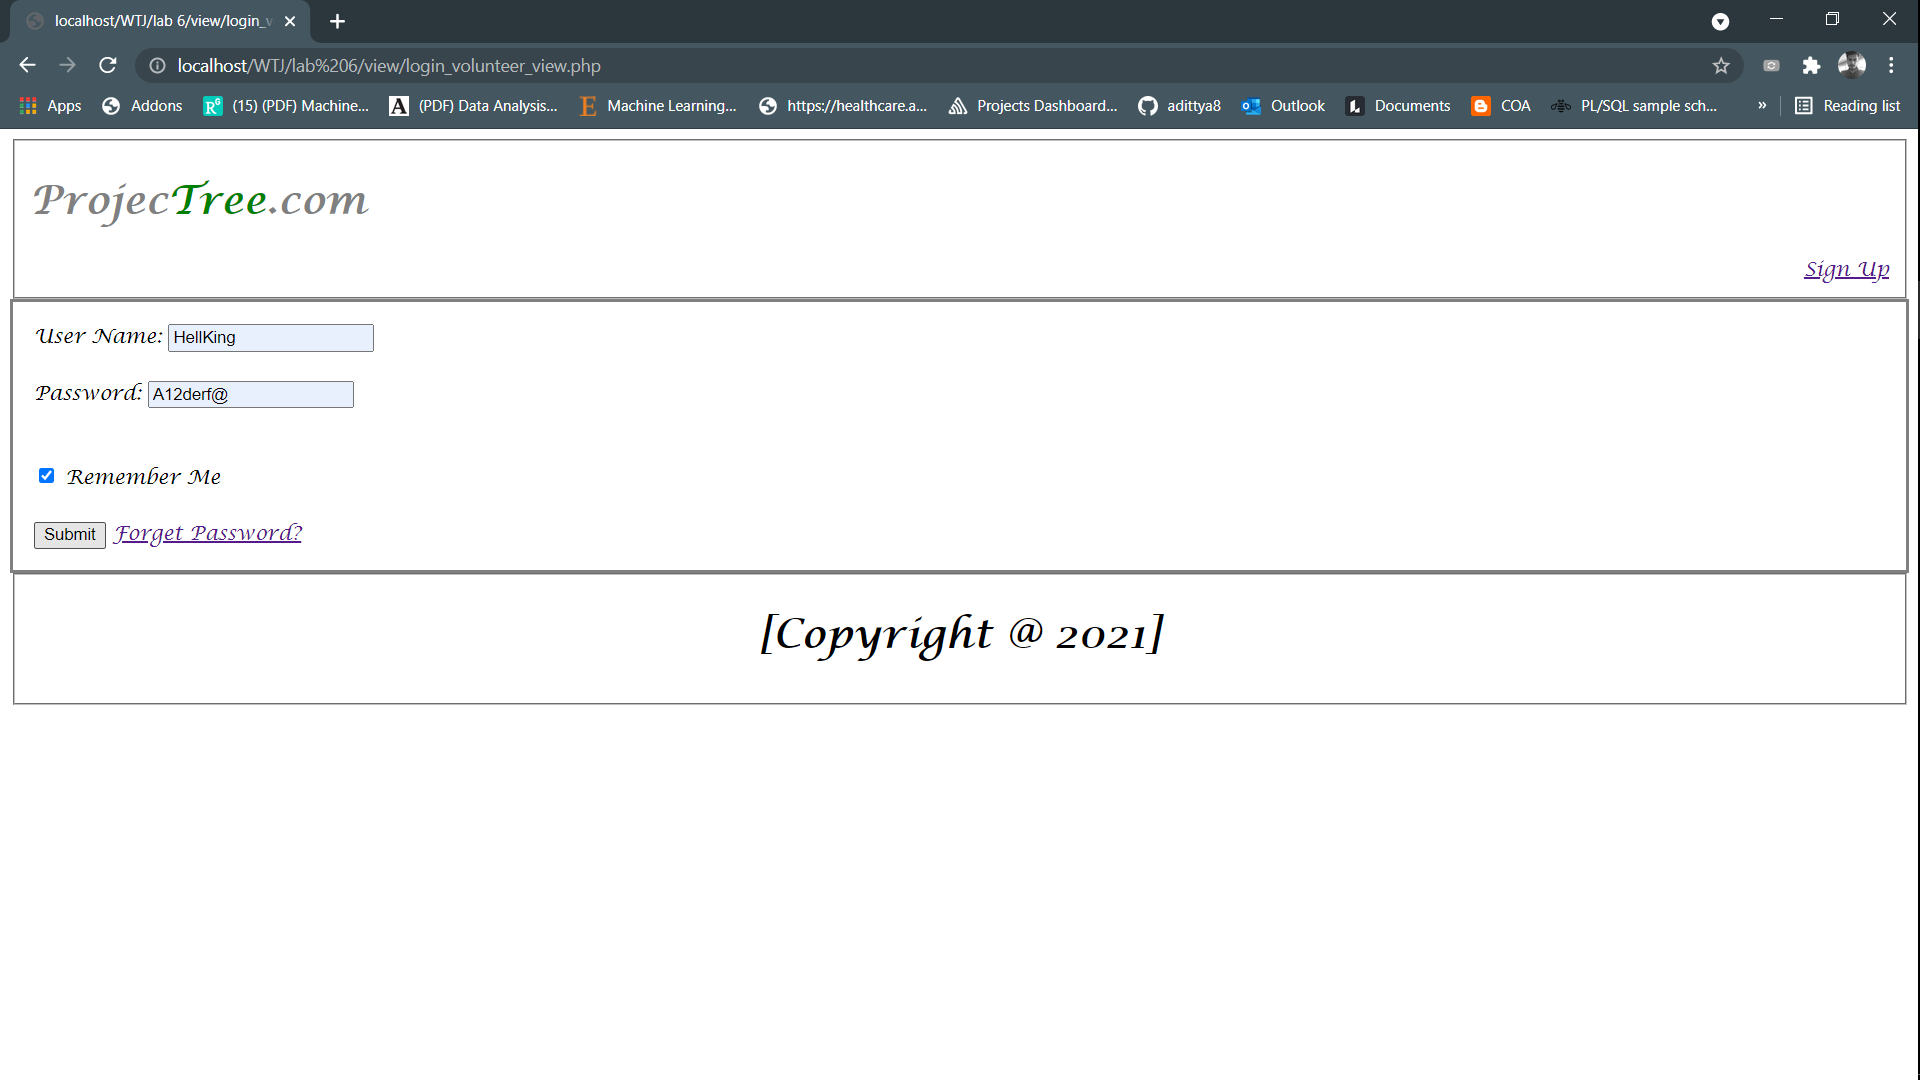 localhost/WTJ/lab 6/view/login_v
localhost/WTJ/lab%206/view/login_volunteer_view.php
Apps Addons (15) (PDF) Machine... (PDF) Data Analysis... Machine Learning... https://healthcare.a... Projects Dashboard... adittya8 Outlook Documents COA PL/SQL sample sch... » Reading list
ProjecTree.com
Sign Up
User Name: HellKing
Password: A12derf@
Remember Me
Submit Forget Password?
[Copyright @ 2021]